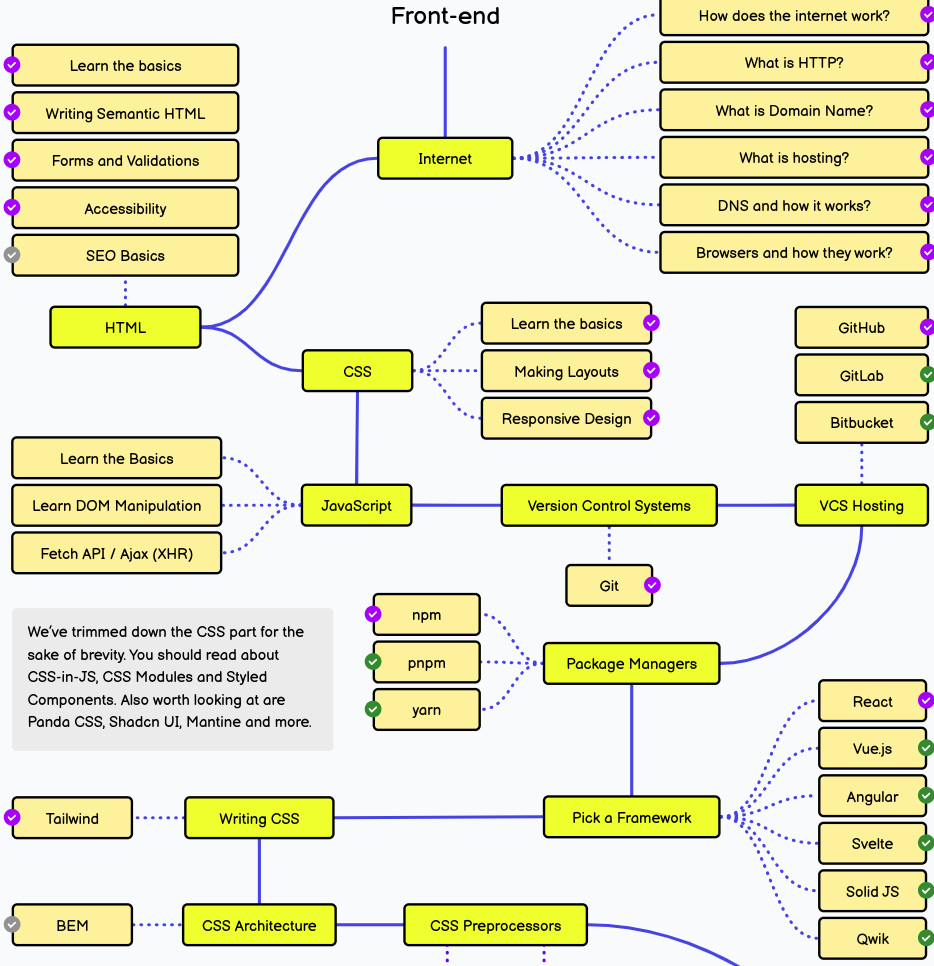 Front-end
How does the internet work?
What is HTTP?
What is Domain Name?
What is hosting?
DNS and how it works?
Browsers and how they work?
Internet
Learn the basics
Writing Semantic HTML
Forms and Validations
Accessibility
SEO Basics
HTML
CSS
Learn the basics
Making Layouts
Responsive Design
GitHub
GitLab
Bitbucket
Learn the Basics
Learn DOM Manipulation
Fetch API / Ajax (XHR)
JavaScript
Version Control Systems
VCS Hosting
Git
We've trimmed down the CSS part for the
sake of brevity. You should read about
CSS-in-JS, CSS Modules and Styled
Components. Also worth looking at are
Panda CSS, Shadcn UI, Mantine and more.
npm
pnpm
yarn
Package Managers
React
Vue.js
Angular
Svelte
Solid JS
Qwik
Tailwind
Writing CSS
Pick a Framework
BEM
CSS Architecture
CSS Preprocessors